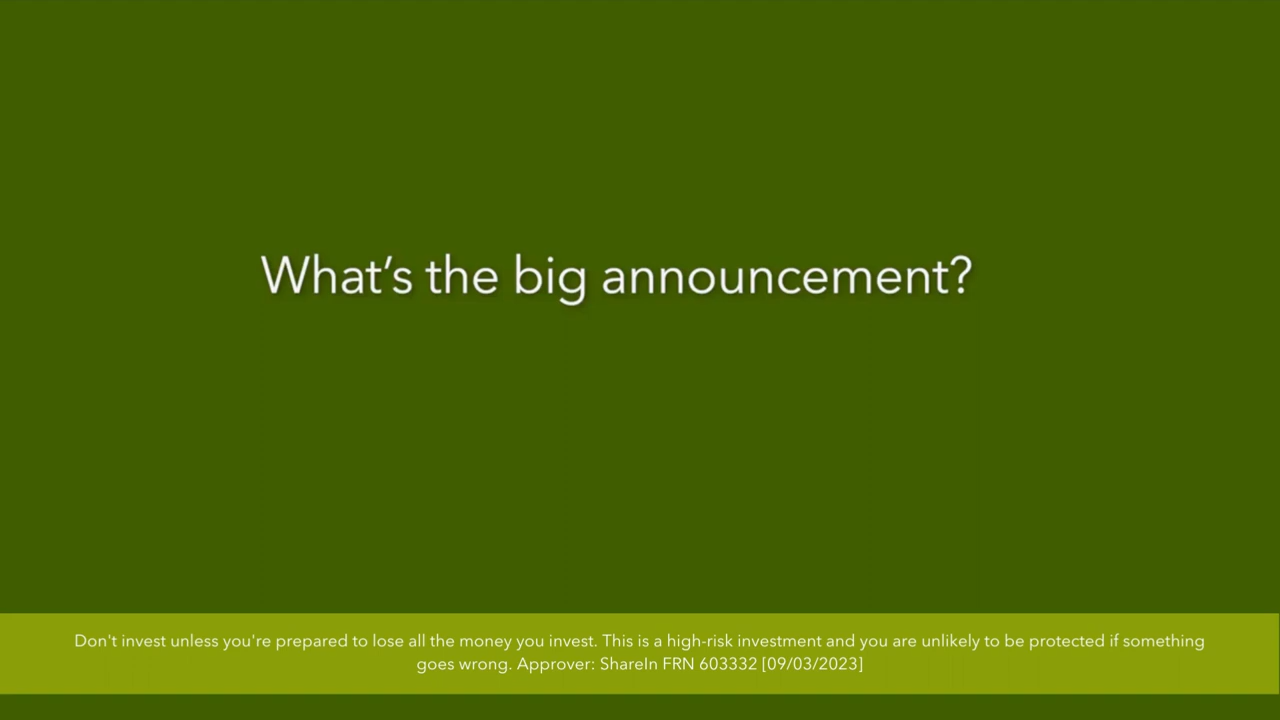 What’s the big announcement?
Don't invest unless you're prepared to lose all the money you invest. This is a high-risk investment and you are unlikely to be protected if something
goes wrong. Approver: ShareIn FRN 603332 [09/03/2023]